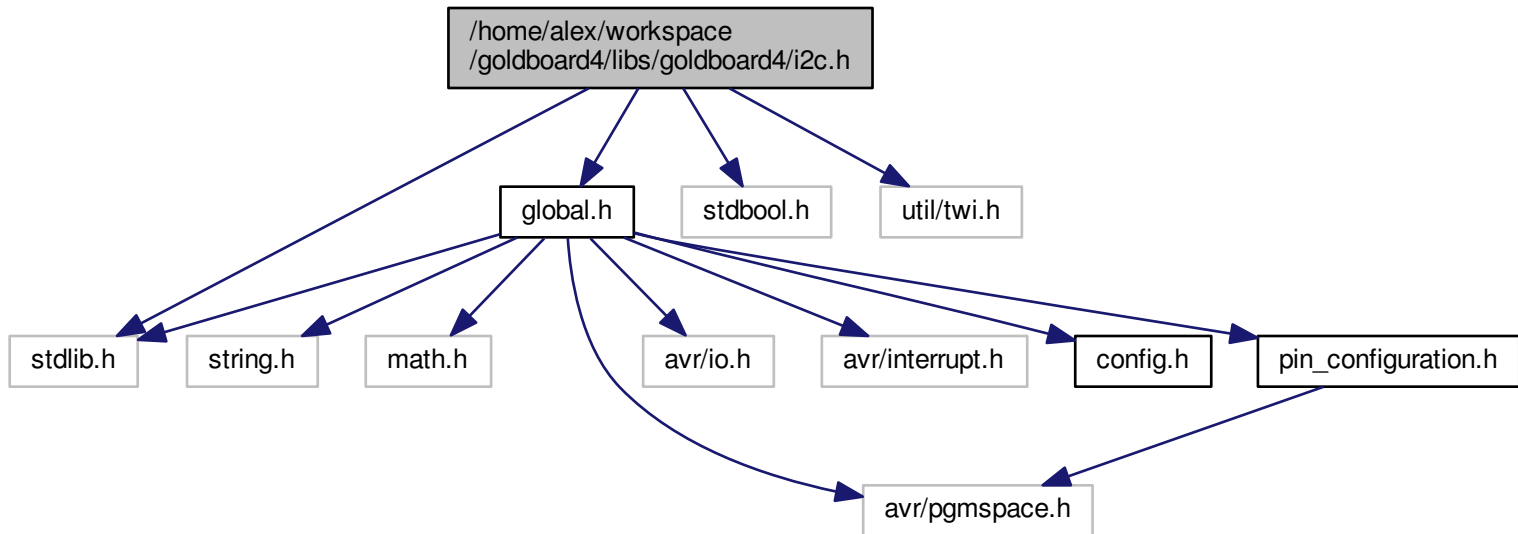 /home/alex/workspace
/goldboard4/libs/goldboard4/i2c.h
global.h
stdbool.h
util/twi.h
stdlib.h
string.h
math.h
avr/io.h
avr/interrupt.h
config.h
pin_configuration.h
avr/pgmspace.h